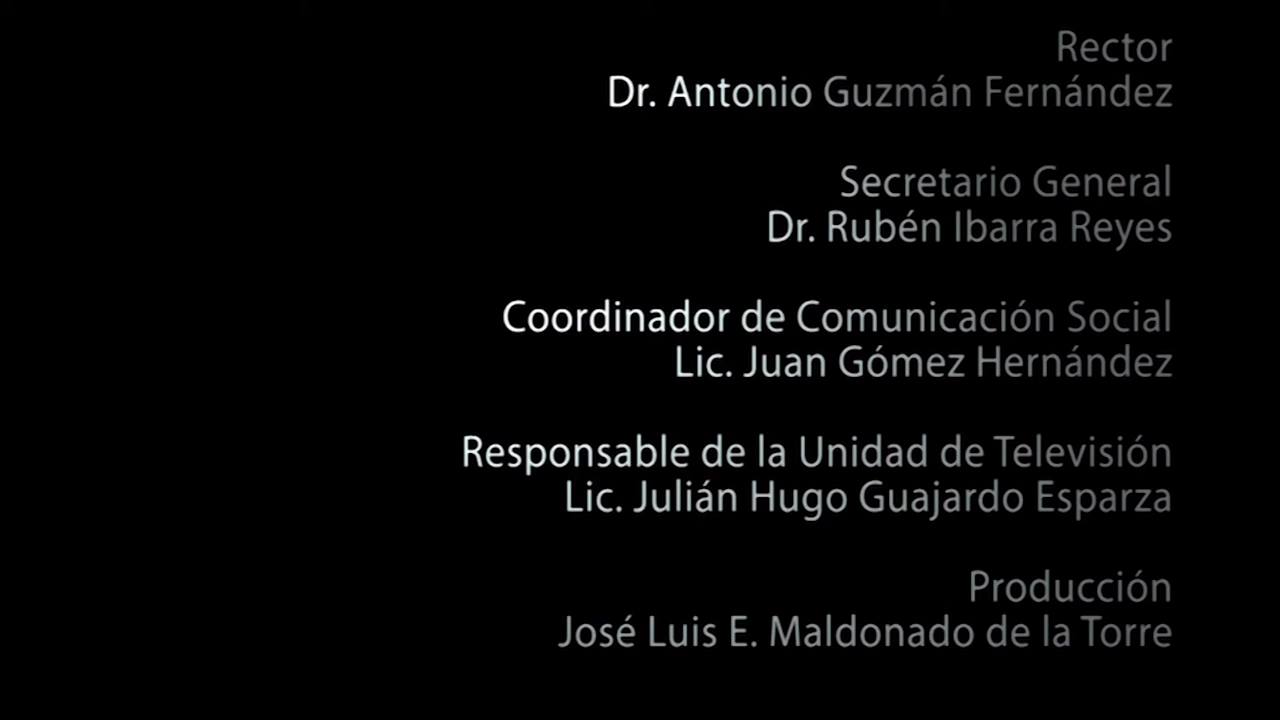 Rector
Dr. Antonio Guzmán Fernández
Secretario General
Dr. Rubén Ibarra Reyes
Coordinador de Comunicación Social
Lic. Juan Gómez Hernández
Responsable de la Unidad de Televisión
Lic. Julián Hugo Guajardo Esparza
Producción
José Luis E. Maldonado de la Torre